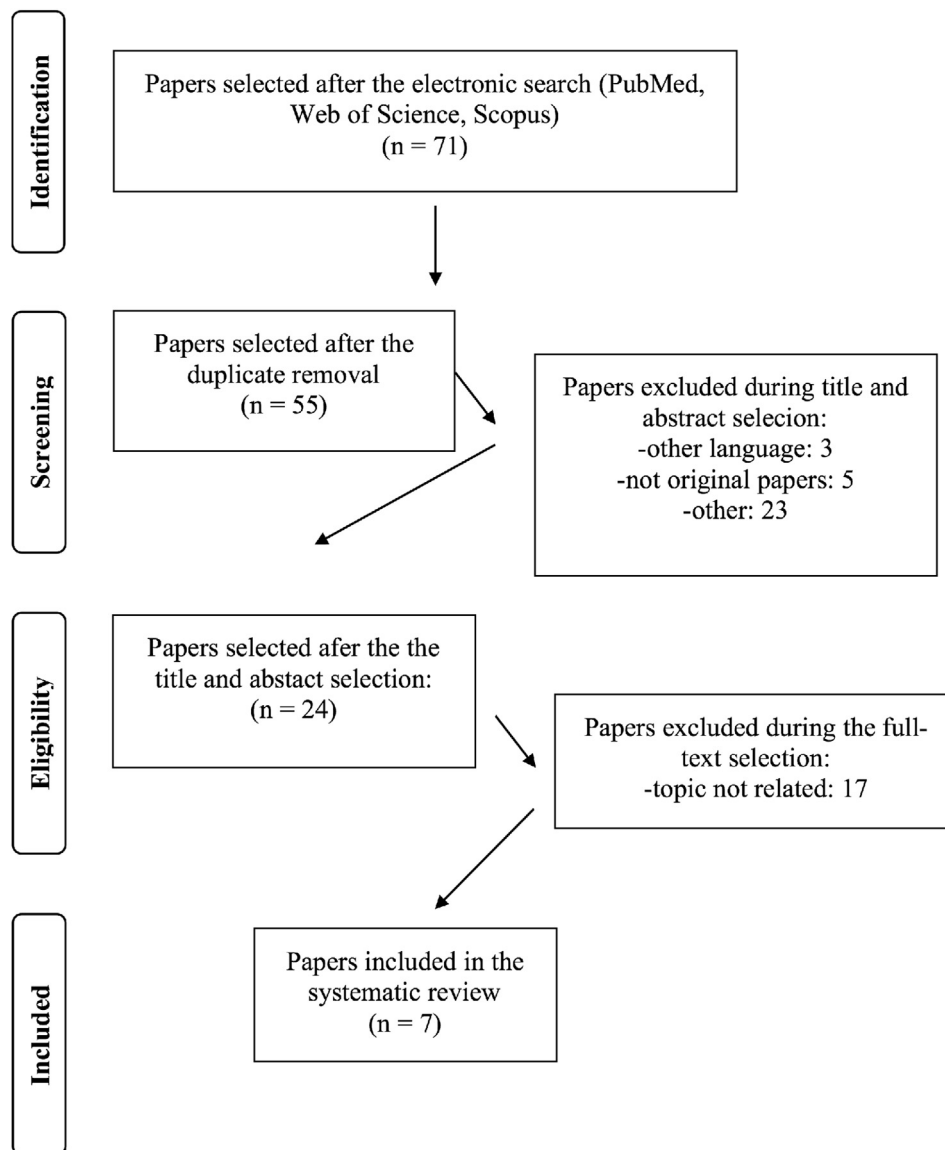 Identification
Papers selected after the electronic search (PubMed,
Web of Science, Scopus)
(n = 71)
Screening
Papers selected after the
duplicate removal
(n = 55)
Papers excluded during title and
abstract selecion:
-other language: 3
-not original papers: 5
-other: 23
Eligibility
Papers selected afer the the
title and abstact selection:
(n = 24)
Papers excluded during the full-
text selection:
-topic not related: 17
Included
Papers included in the
systematic review
(n = 7)